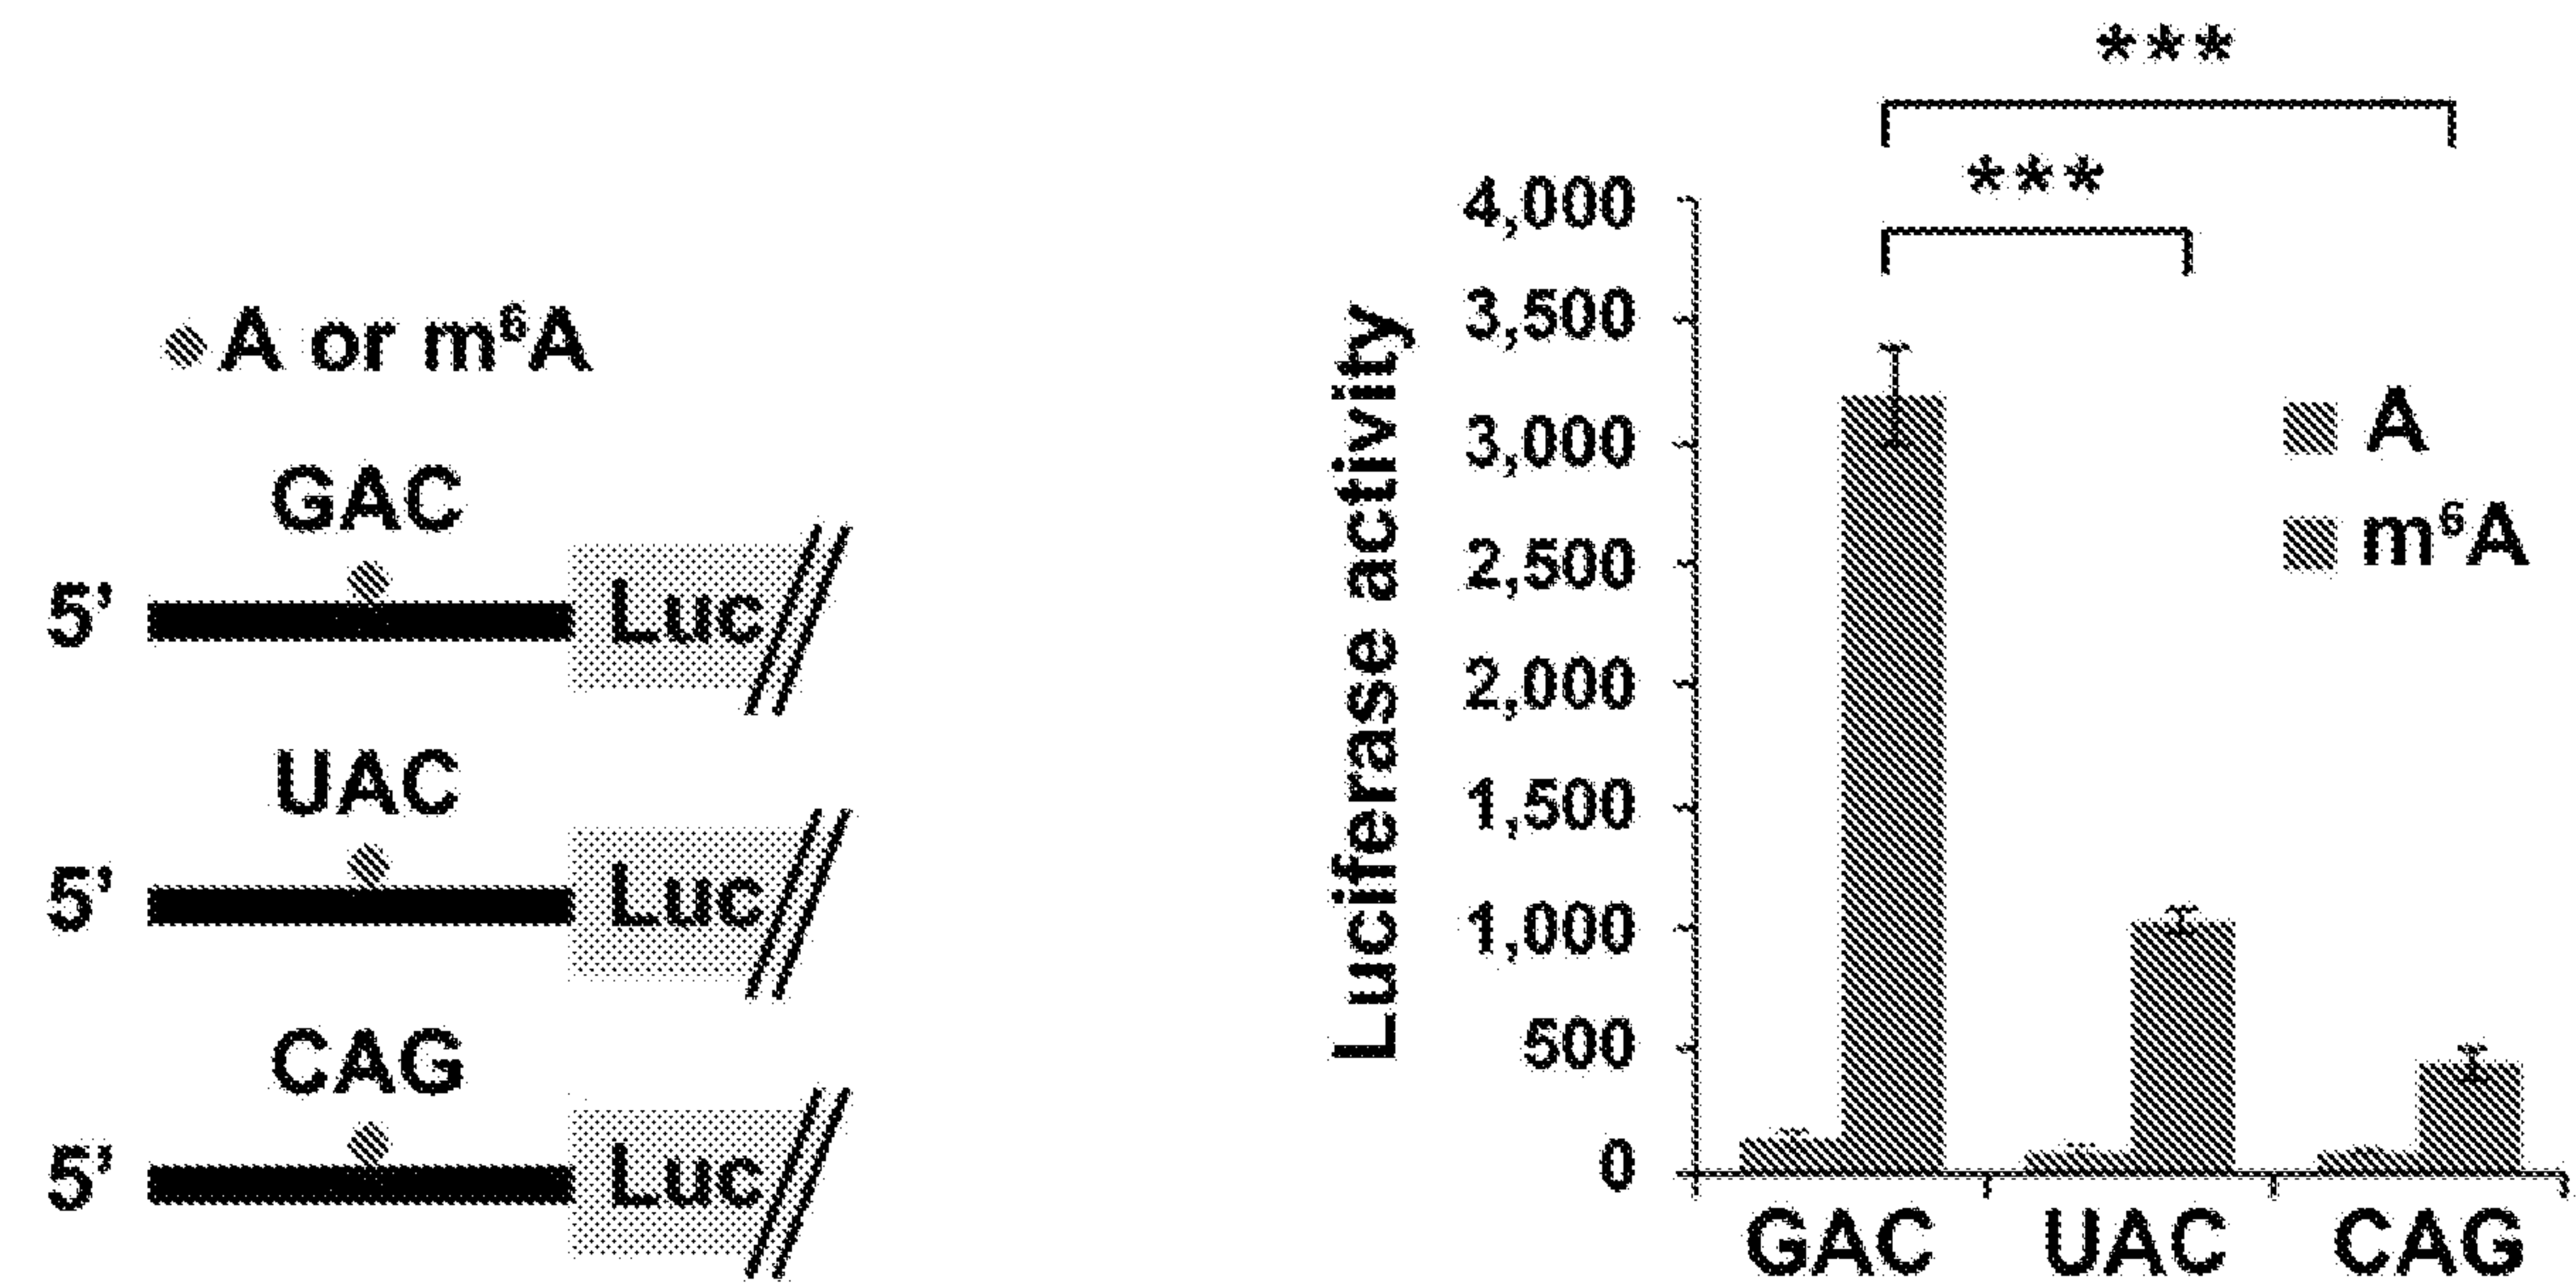 A or m⁶A
GAC
5’
Luc
UAC
5’
Luc
CAG
5’
Luc
***
***
Luciferase activity
4,000
3,500
3,000
2,500
2,000
1,500
1,000
500
0
A
m⁶A
GAC UAC CAG